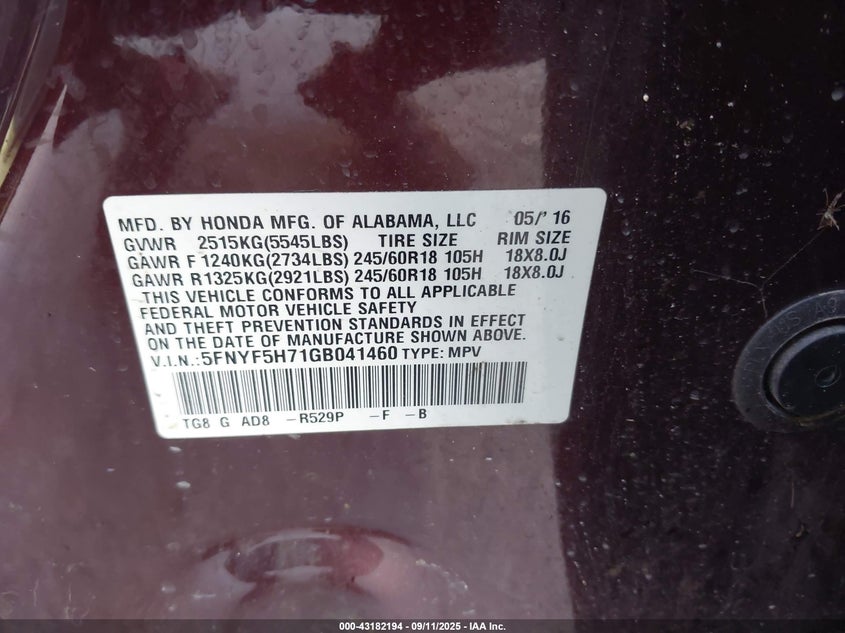 MFD. BY HONDA MFG. OF ALABAMA, LLC 05/' 16
GVWR 2515KG(5545LBS) TIRE SIZE RIM SIZE
GAWR F 1240KG(2734LBS) 245/60R18 105H 18X8.0J
GAWR R1325KG(2921LBS) 245/60R18 105H 18X8.0J
THIS VEHICLE CONFORMS TO ALL APPLICABLE
FEDERAL MOTOR VEHICLE SAFETY
AND THEFT PREVENTION STANDARDS IN EFFECT
ON THE DATE OF MANUFACTURE SHOWN ABOVE.
V.I.N.:5FNYF5H71GB041460 TYPE: MPV
TG8 G AD8 -R529P -F -B
000-43182194 - 09/11/2025 - IAA Inc.